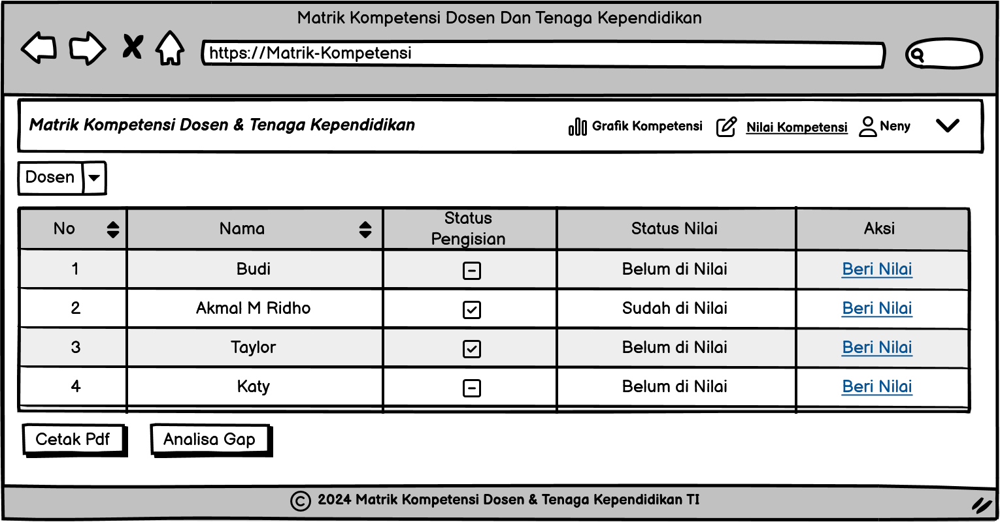 Matrik Kompetensi Dosen Dan Tenaga Kependidikan
https://Matrik-Kompetensi
Matrik Kompetensi Dosen & Tenaga Kependidikan Grafik Kompetensi Nilai Kompetensi Neny
Dosen
No Nama Status Pengisian Status Nilai Aksi
1 Budi Belum di Nilai Beri Nilai
2 Akmal M Ridho Sudah di Nilai Beri Nilai
3 Taylor Belum di Nilai Beri Nilai
4 Katy Belum di Nilai Beri Nilai
Cetak Pdf Analisa Gap
© 2024 Matrik Kompetensi Dosen & Tenaga Kependidikan TI